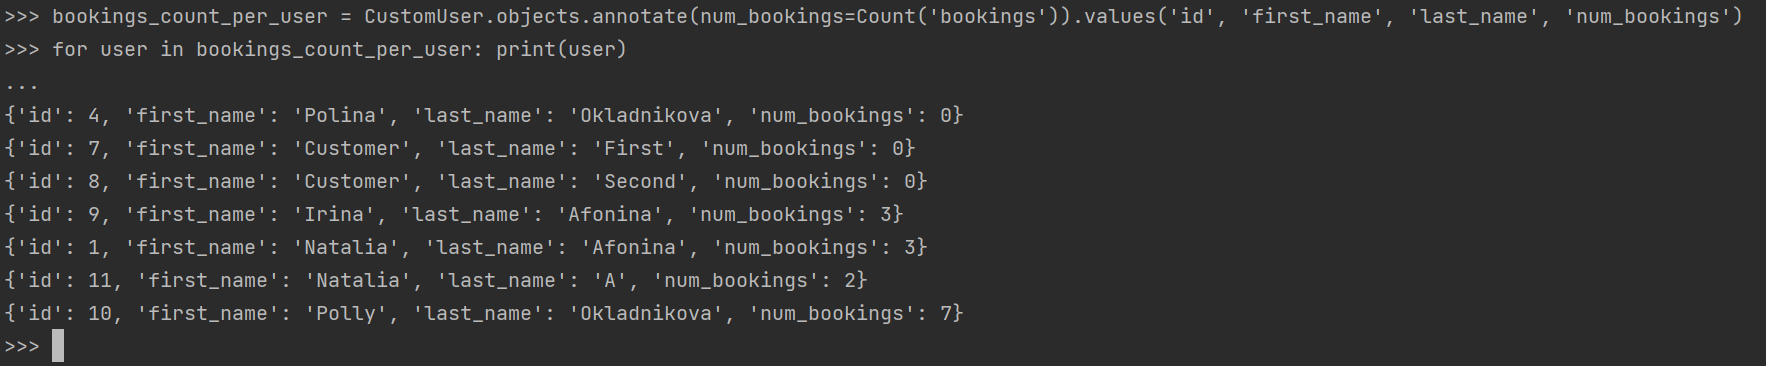 >>> bookings_count_per_user = CustomUser.objects.annotate(num_bookings=Count('bookings')).values('id', 'first_name', 'last_name', 'num_bookings')
>>> for user in bookings_count_per_user: print(user)
...
{'id': 4, 'first_name': 'Polina', 'last_name': 'Okladnikova', 'num_bookings': 0}
{'id': 7, 'first_name': 'Customer', 'last_name': 'First', 'num_bookings': 0}
{'id': 8, 'first_name': 'Customer', 'last_name': 'Second', 'num_bookings': 0}
{'id': 9, 'first_name': 'Irina', 'last_name': 'Afonina', 'num_bookings': 3}
{'id': 1, 'first_name': 'Natalia', 'last_name': 'Afonina', 'num_bookings': 3}
{'id': 11, 'first_name': 'Natalia', 'last_name': 'A', 'num_bookings': 2}
{'id': 10, 'first_name': 'Polly', 'last_name': 'Okladnikova', 'num_bookings': 7}
>>>